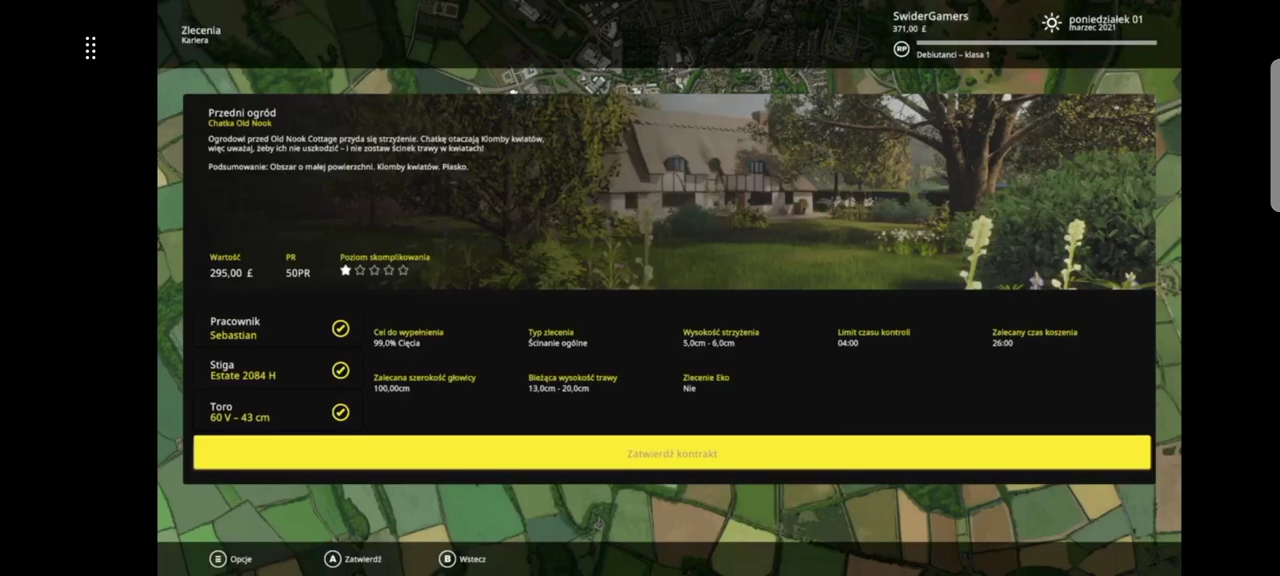 Zlecenia
Kariera
SwiderGamers
371,00 £
poniedziałek 01
marzec 2021
RP
Debiutanci – klasa 1
Przedni ogród
Chatka Old Nook
Ogrodowi przed Old Nook Cottage przyda się strzyżenie. Chatkę otaczają Klomby kwiatów,
więc uważaj, żeby ich nie uszkodzić – i nie zostaw ścinek trawy w kwiatach!
Podsumowanie: Obszar o małej powierzchni. Klomby kwiatów. Płasko.
Wartość
PR
Poziom skomplikowania
295,00 £
50PR
Pracownik
Sebastian
Stiga
Estate 2084 H
Toro
60 V – 43 cm
Cel do wypełnienia
99,0% Cięcia
Typ zlecenia
Ścinanie ogólne
Wysokość strzyżenia
5,0cm - 6,0cm
Limit czasu kontroli
04:00
Zalecany czas koszenia
26:00
Zalecana szerokość głowicy
100,00cm
Bieżąca wysokość trawy
13,0cm - 20,0cm
Zlecenie Eko
Nie
Zatwierdź kontrakt
Opcje
A Zatwierdź
B Wstecz